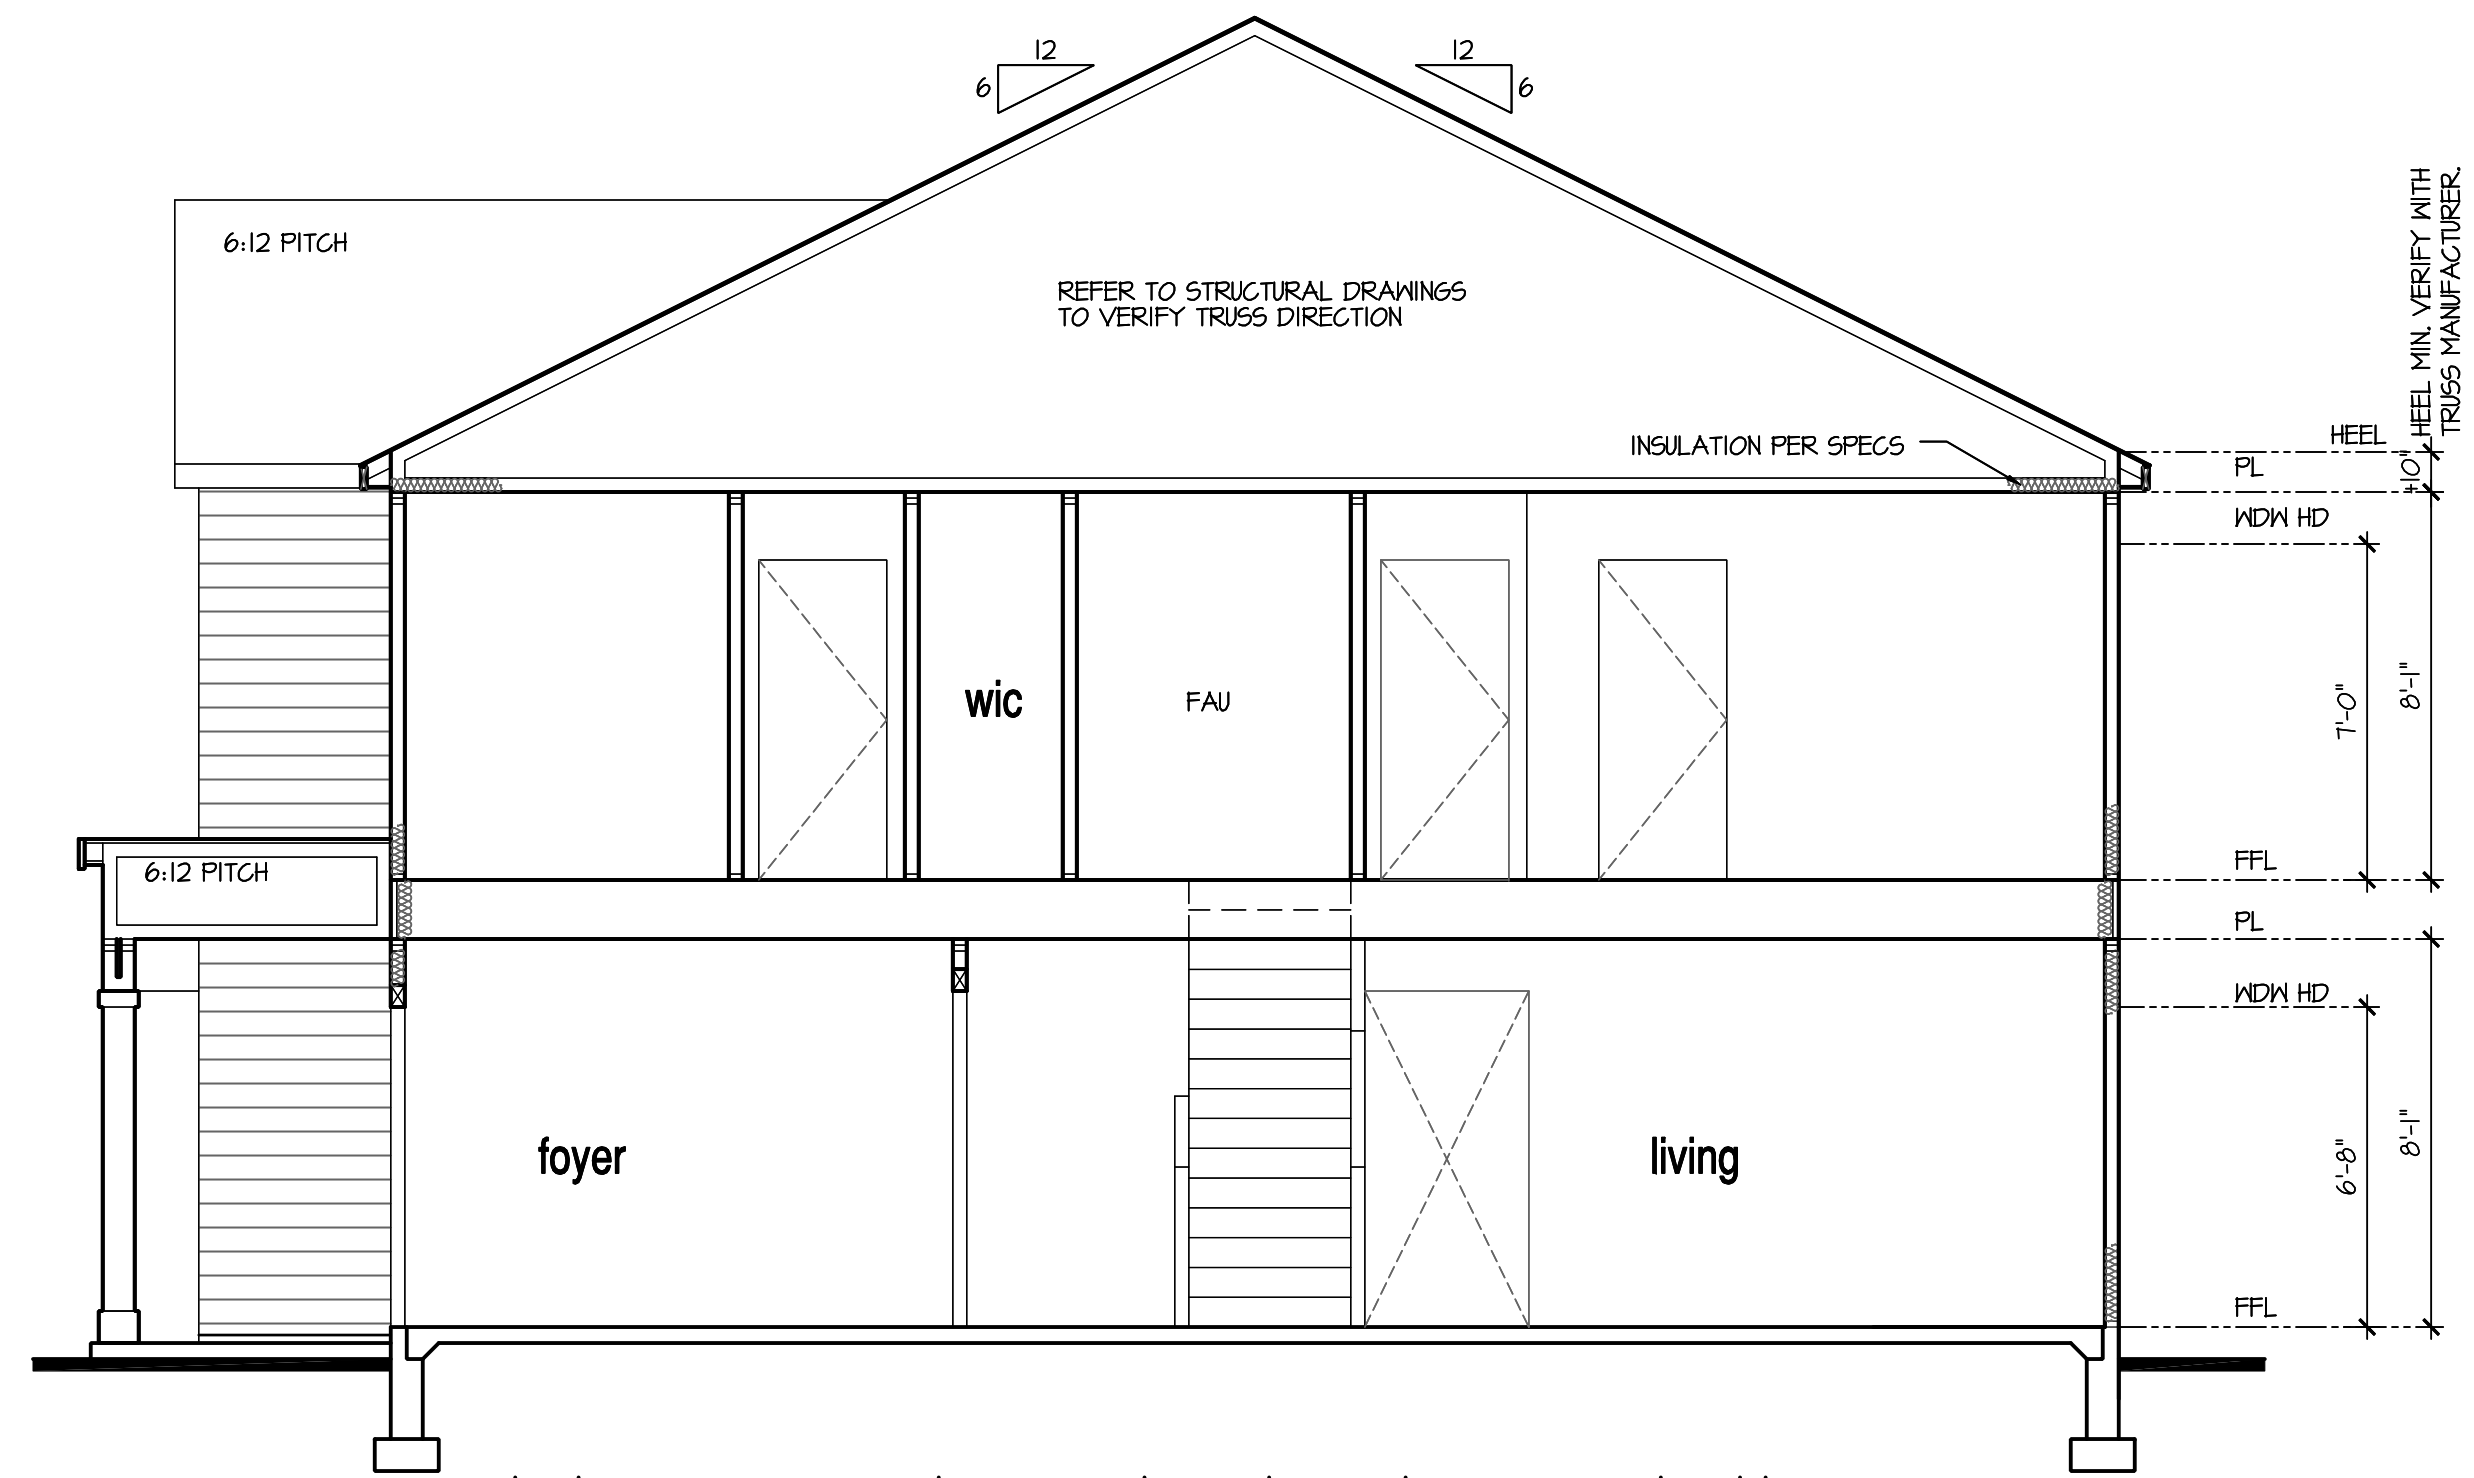 12
12
6
6
HEEL MIN. VERIFY WITH
TRUSS MANUFACTURER.
6:12 PITCH
REFER TO STRUCTURAL DRAWINGS
TO VERIFY TRUSS DIRECTION
INSULATION PER SPECS
HEEL
PL
+10"
WDW HD
wic
FAU
7'-0"
8'-1"
6:12 PITCH
FFL
PL
WDW HD
foyer
living
6'-8"
8'-1"
FFL